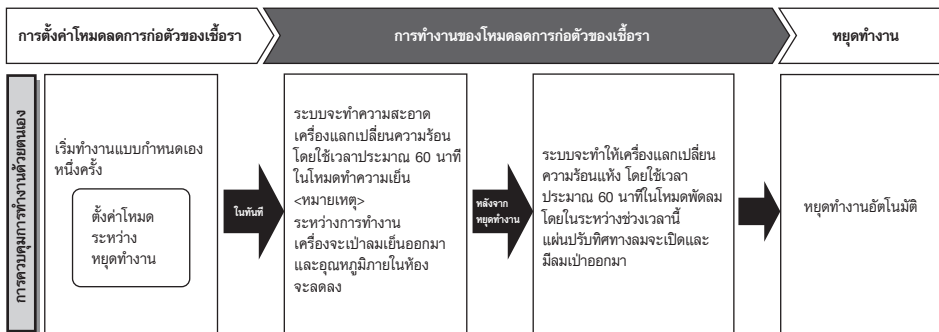 การตั้งค่าโหมดลดการก่อตัวของเชื้อรา
การทำงานของโหมดลดการก่อตัวของเชื้อรา
หยุดทำงาน
การควบคุมการทำงานด้วยตนเอง
เริ่มทำงานแบบกำหนดเอง
หนึ่งครั้ง
ตั้งค่าโหมด
ระหว่าง
หยุดทำงาน
ในทันที
ระบบจะทำความสะอาด
เครื่องแลกเปลี่ยนความร้อน
โดยใช้เวลาประมาณ 60 นาที
ในโหมดทำความเย็น
<หมายเหตุ>
ระหว่างการทำงาน
เครื่องจะเป่าลมเย็นออกมา
และอุณหภูมิภายในห้อง
จะลดลง
หลังจาก
หยุดทำงาน
ระบบจะทำให้เครื่องแลกเปลี่ยน
ความร้อนแห้ง โดยใช้เวลา
ประมาณ 60 นาทีในโหมดพัดลม
โดยในระหว่างช่วงเวลานี้
แผ่นปรับทิศทางลมจะเปิดและ
มีลมเป่าออกมา
หยุดทำงานอัตโนมัติ